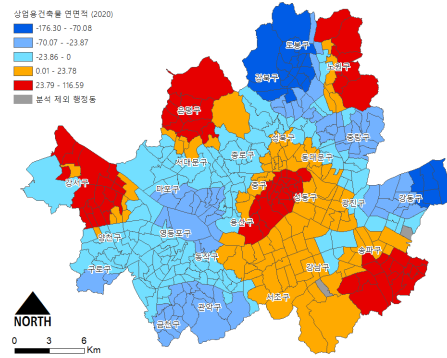 상업용건축물 연면적 (2020)
-176.30 - -70.08
-70.07 - -23.87
-23.86 - 0
0.01 - 23.78
23.79 - 116.59
분석 제외 행정동
도봉구
노원구
강북구
은평구
성북구
중랑구
종로구
동대문구
서대문구
강서구
마포구
중구
성동구
강동구
광진구
용산구
영등포구
양천구
송파구
동작구
강남구
구로구
서초구
관악구
금천구
NORTH
0 3 6
Km